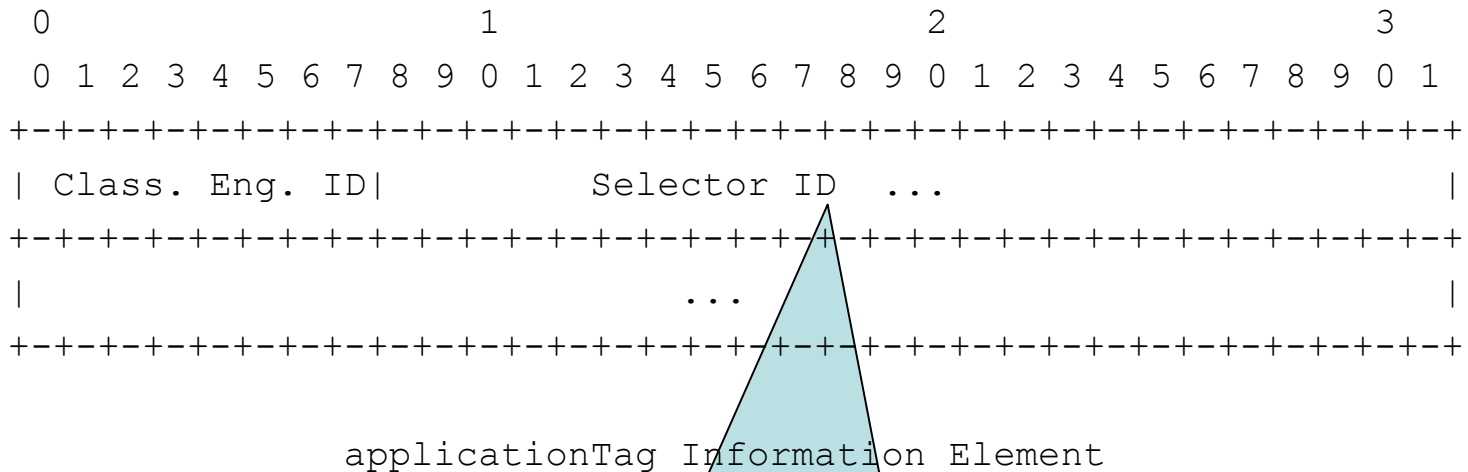 0 1 2 3
0 1 2 3 4 5 6 7 8 9 0 1 2 3 4 5 6 7 8 9 0 1 2 3 4 5 6 7 8 9 0 1
+-+-+-+-+-+-+-+-+-+-+-+-+-+-+-+-+-+-+-+-+-+-+-+-+-+-+-+-+-+-+-+-+
| Class. Eng. ID| Selector ID ... |
+-+-+-+-+-+-+-+-+-+-+-+-+-+-+-+-+-+-+-+-+-+-+-+-+-+-+-+-+-+-+-+-+
| ... |
+-+-+-+-+-+-+-+-+-+-+-+-+-+-+-+-+-+-+-+-+-+-+-+-+-+-+-+-+-+-+-+-+
applicationTag Information Element